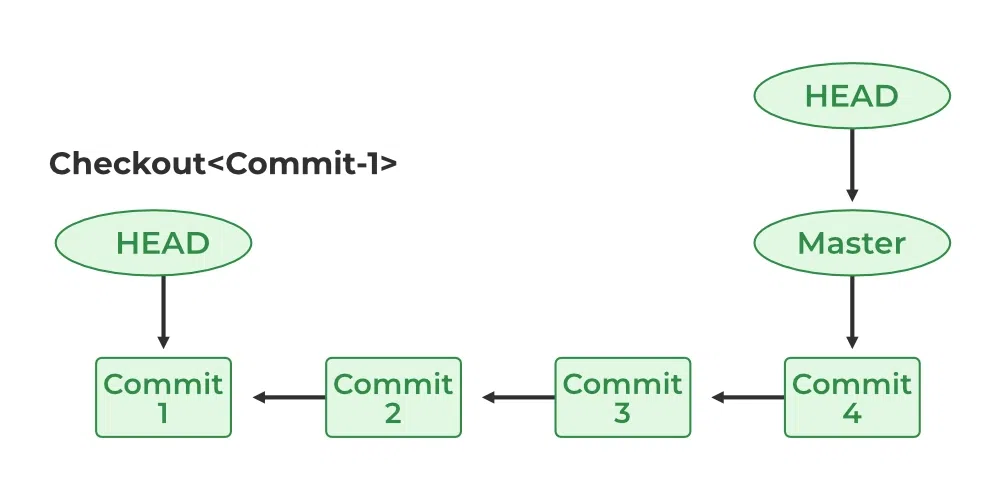 HEAD
Checkout<Commit-1>
HEAD
Master
Commit
1
Commit
2
Commit
3
Commit
4